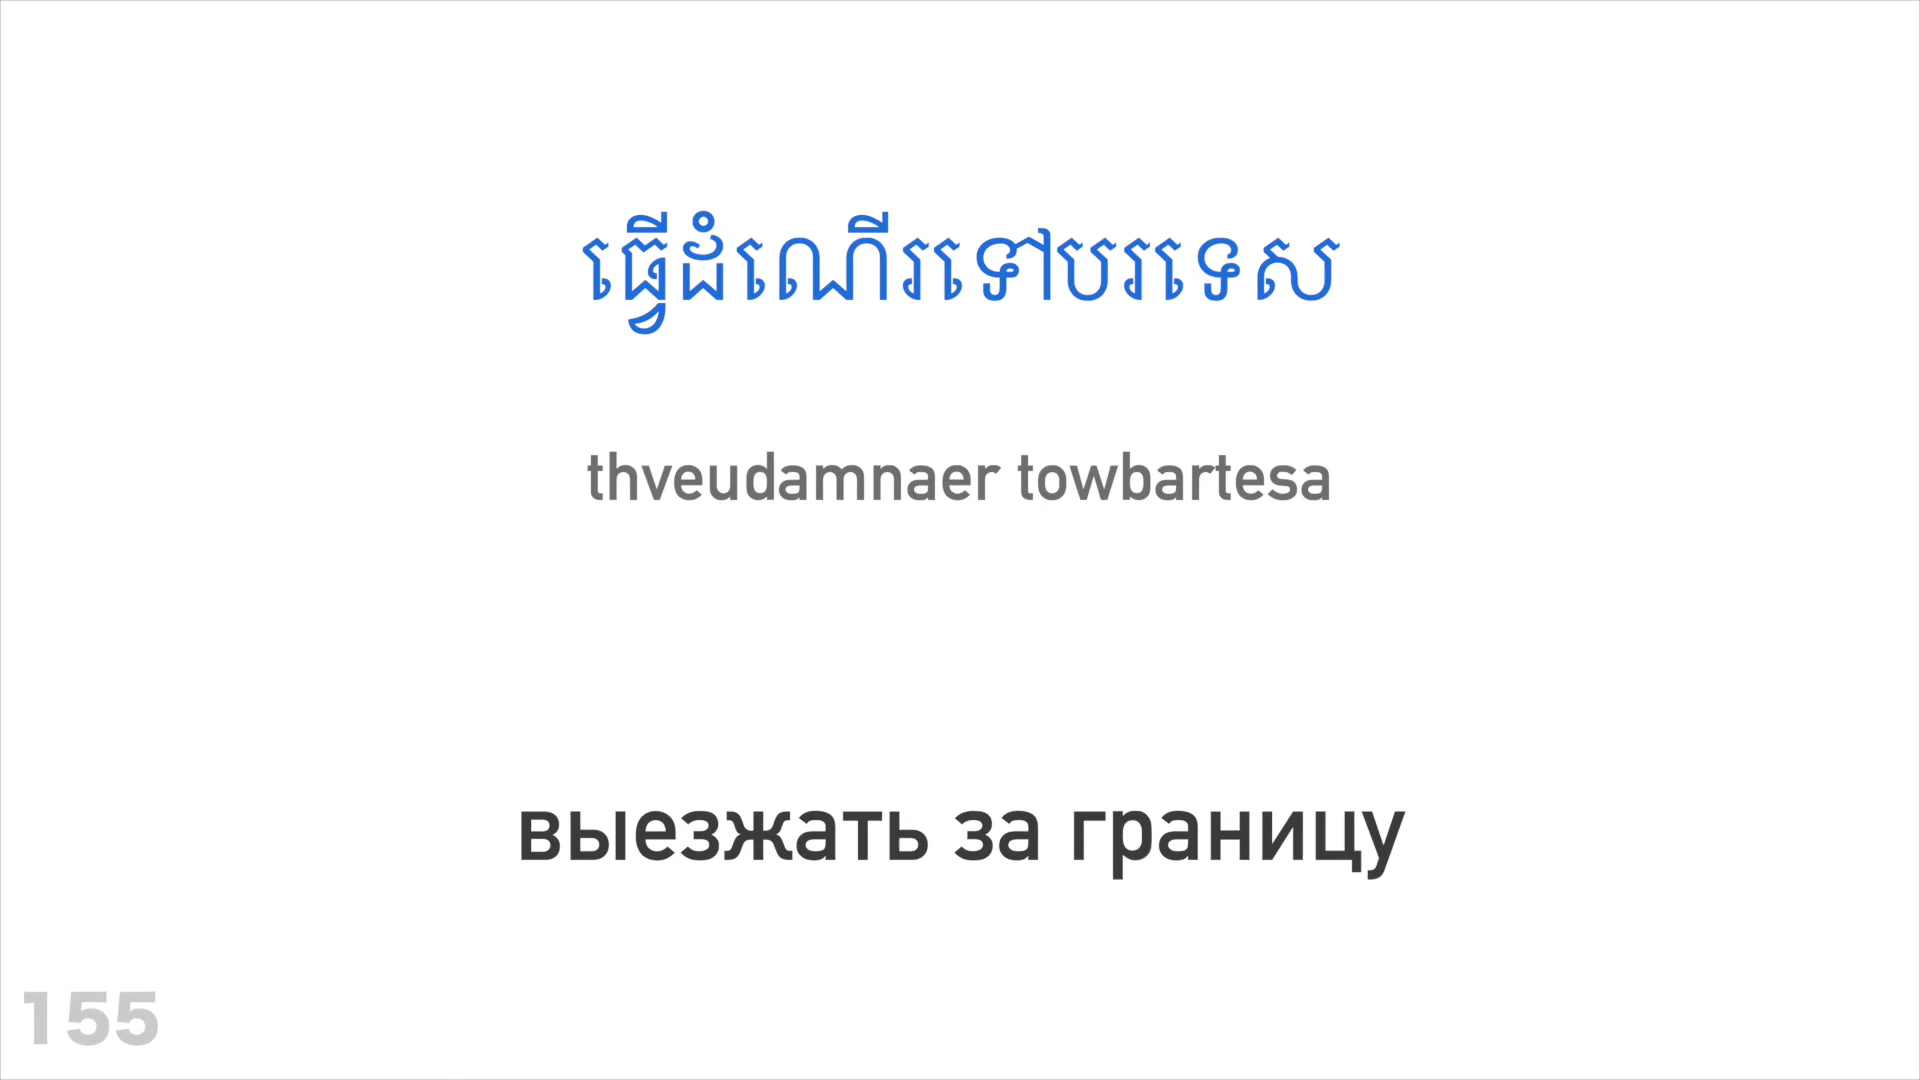 ធ្វើដំណើរទៅបរទេស
thveudamnaer towbartesa
выезжать за границу
155